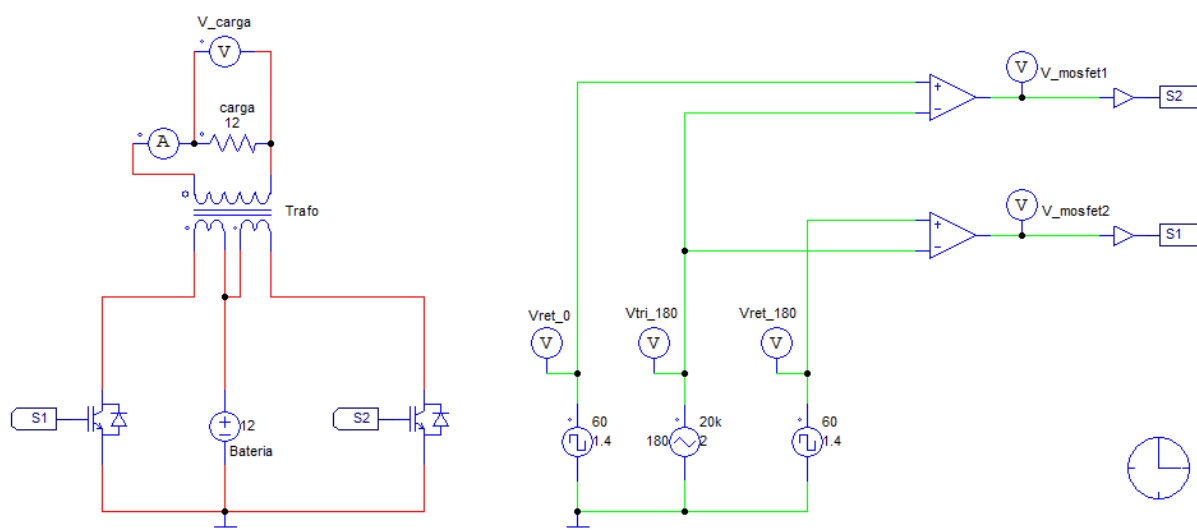 V_carga
V
carga
12
A
Trafo
S1
12
Bateria
S2
V
V_mosfet1
S2
V
V_mosfet2
S1
Vret_0
V
Vtri_180
V
Vret_180
V
60
1.4
20k
180 2
60
1.4